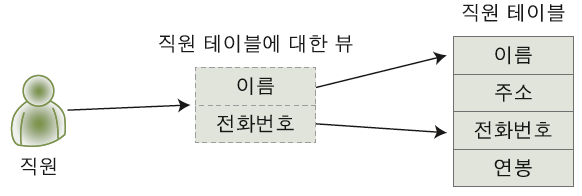 직원 테이블
직원 테이블에 대한 뷰
이름
전화번호
이름
주소
전화번호
연봉
직원